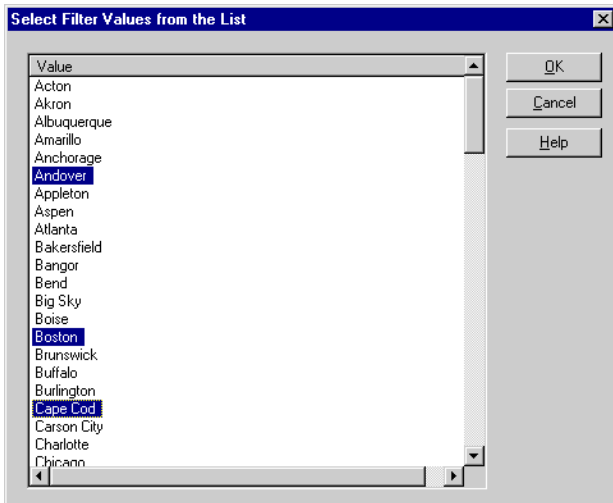 Select Filter Values from the List
Value
Acton
Akron
Albuquerque
Amarillo
Anchorage
Andover
Appleton
Aspen
Atlanta
Bakersfield
Bangor
Bend
Big Sky
Boise
Boston
Brunswick
Buffalo
Burlington
Cape Cod
Carson City
Charlotte
Chicago
OK
Cancel
Help